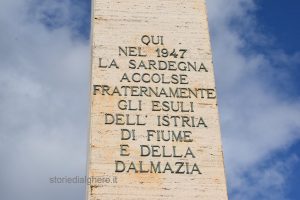 QUI
NEL 1947
LA SARDEGNA
ACCOLSE
FRATERNAMENTE
GLI ESULI
DELL' ISTRIA
DI FIUME
E DELLA
DALMAZIA
storiedialghero.it